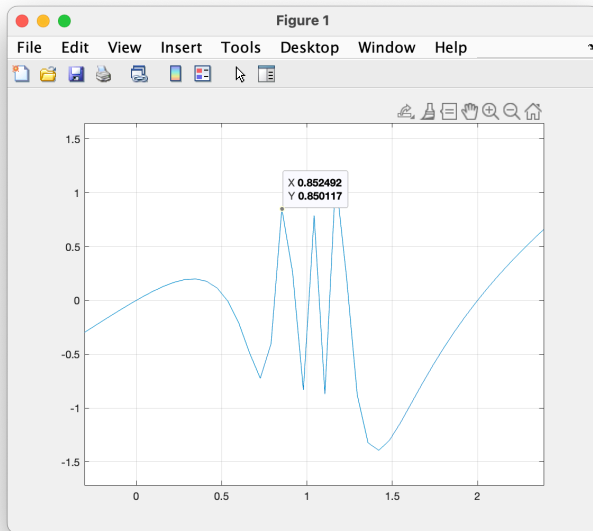 Figure 1
File Edit View Insert Tools Desktop Window Help
1.5
X 0.852492
Y 0.850117
1
0.5
0
-0.5
-1
-1.5
0 0.5 1 1.5 2